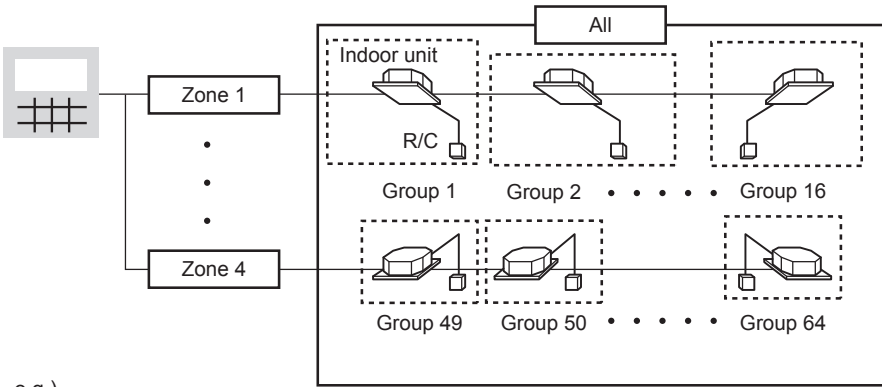 All
Indoor unit
Zone 1
R/C
Group 1
Group 2
Group 16
Zone 4
Group 49
Group 50
Group 64
e.g.)